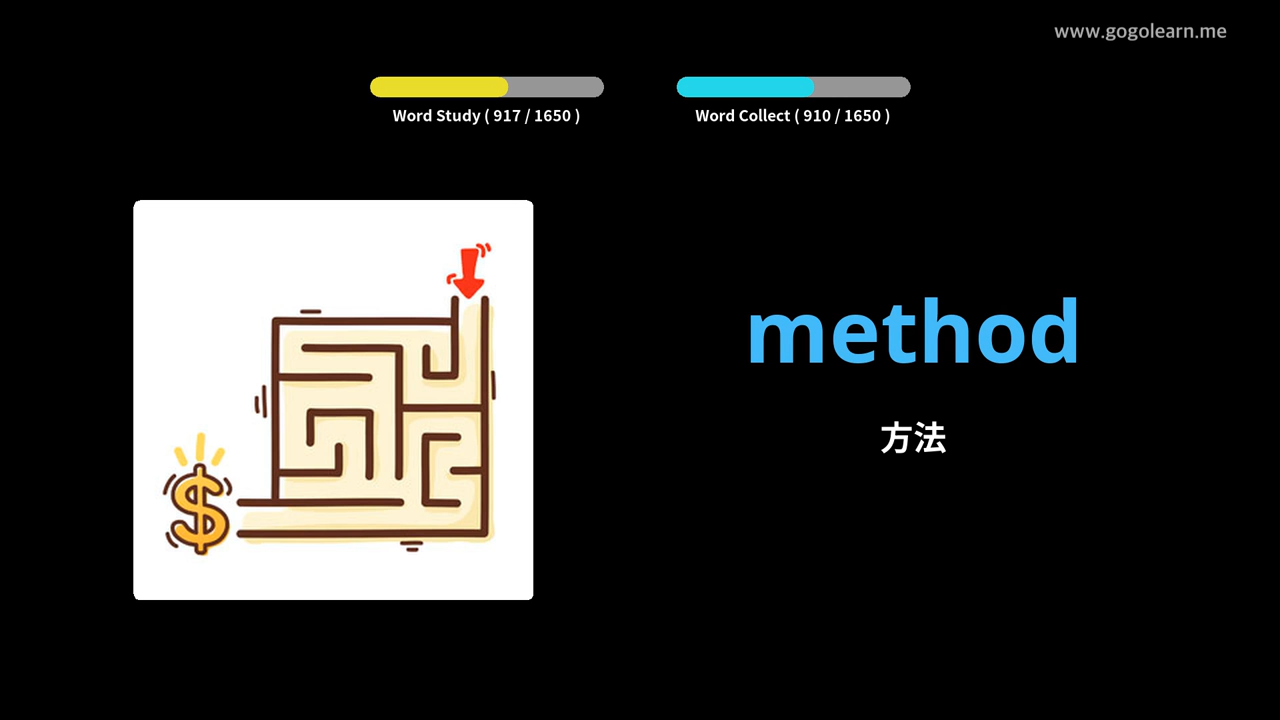 www.gogolearn.me
Word Study ( 917 / 1650 )
Word Collect ( 910 / 1650 )
method
方法
$